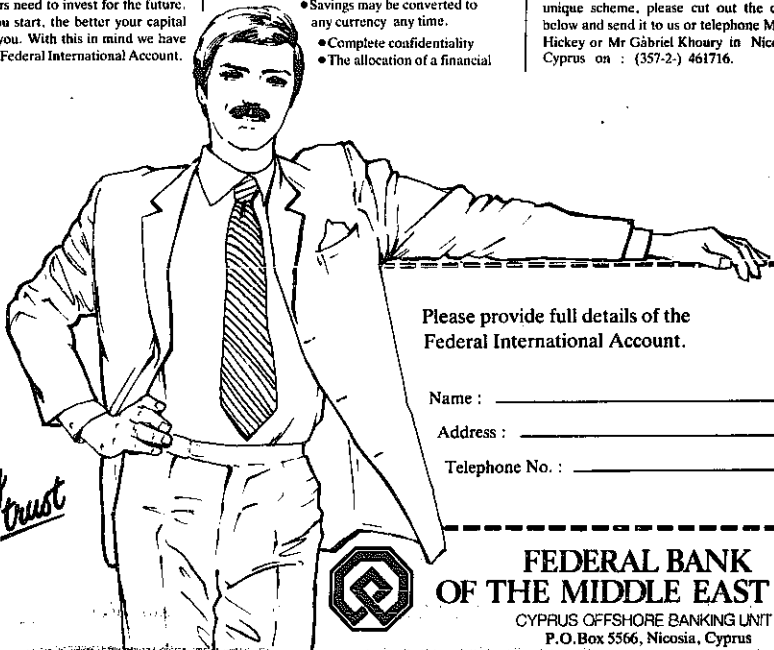 rs need to invest for the future.
u start, the better your capital
you. With this in mind we have
Federal International Account.
• Savings may be converted to
any currency any time.
• Complete confidentiality
• The allocation of a financial
unique scheme, please cut out the
below and send it to us or telephone M
Hickey or Mr Gabriel Khoury in Nico
Cyprus on : (357-2-) 461716.
trust
Please provide full details of the
Federal International Account.
Name :
Address :
Telephone No. :
FEDERAL BANK
OF THE MIDDLE EAST
CYPRUS OFFSHORE BANKING UNIT
P.O.Box 5566, Nicosia, Cyprus